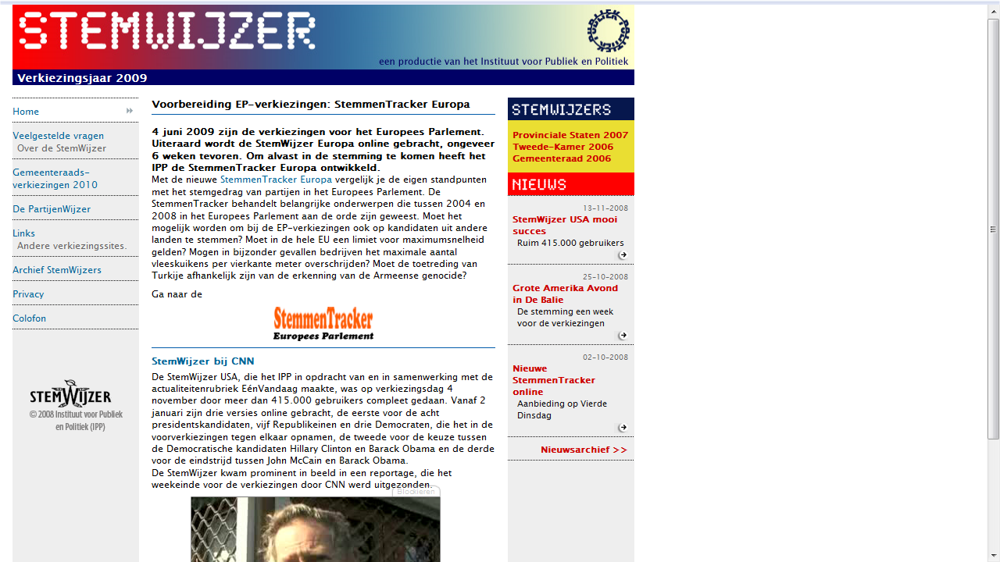 STEMWIJZER
PUBLIEK POLITIEK
een productie van het Instituut voor Publiek en Politiek
Verkiezingsjaar 2009
Home
Veelgestelde vragen
Over de StemWijzer
Gemeenteraads-
verkiezingen 2010
De PartijenWijzer
Links
Andere verkiezingssites.
Archief StemWijzers
Privacy
Colofon
STEMWIJZER
© 2008 Instituut voor Publiek
en Politiek (IPP)
Voorbereiding EP-verkiezingen: StemmenTracker Europa
4 juni 2009 zijn de verkiezingen voor het Europees Parlement.
Uiteraard wordt de StemWijzer Europa online gebracht, ongeveer
6 weken tevoren. Om alvast in de stemming te komen heeft het
IPP de StemmenTracker Europa ontwikkeld.
Met de nieuwe StemmenTracker Europa vergelijk je de eigen standpunten
met het stemgedrag van partijen in het Europees Parlement. De
StemmenTracker behandelt belangrijke onderwerpen die tussen 2004 en
2008 in het Europees Parlement aan de orde zijn geweest. Moet het
mogelijk worden om bij de EP-verkiezingen ook op kandidaten uit andere
landen te stemmen? Moet in de hele EU een limiet voor maximumsnelheid
gelden? Mogen in bijzonder gevallen bedrijven het maximale aantal
vleeskuikens per vierkante meter overschrijden? Moet de toetreding van
Turkije afhankelijk zijn van de erkenning van de Armeense genocide?
Ga naar de
StemmenTracker
Europees Parlement
StemWijzer bij CNN
De StemWijzer USA, die het IPP in opdracht van en in samenwerking met de
actualiteitenrubriek EénVandaag maakte, was op verkiezingsdag 4
november door meer dan 415.000 gebruikers compleet gedaan. Vanaf 2
januari zijn drie versies online gebracht, de eerste voor de acht
presidentskandidaten, vijf Republikeinen en drie Democraten, die het in de
voorverkiezingen tegen elkaar opnamen, de tweede voor de keuze tussen
de Democratische kandidaten Hillary Clinton en Barack Obama en de derde
voor de eindstrijd tussen John McCain en Barack Obama.
De StemWijzer kwam prominent in beeld in een reportage, die het
weekeinde voor de verkiezingen door CNN werd uitgezonden.
Blockieren
STEMWIJZERS
Provinciale Staten 2007
Tweede-Kamer 2006
Gemeenteraad 2006
NIEUWS
13-11-2008
StemWijzer USA mooi
succes
Ruim 415.000 gebruikers
25-10-2008
Grote Amerika Avond
in De Balie
De stemming een week
voor de verkiezingen
02-10-2008
Nieuwe
StemmenTracker
online
Aanbieding op Vierde
Dinsdag
Nieuwsarchief >>